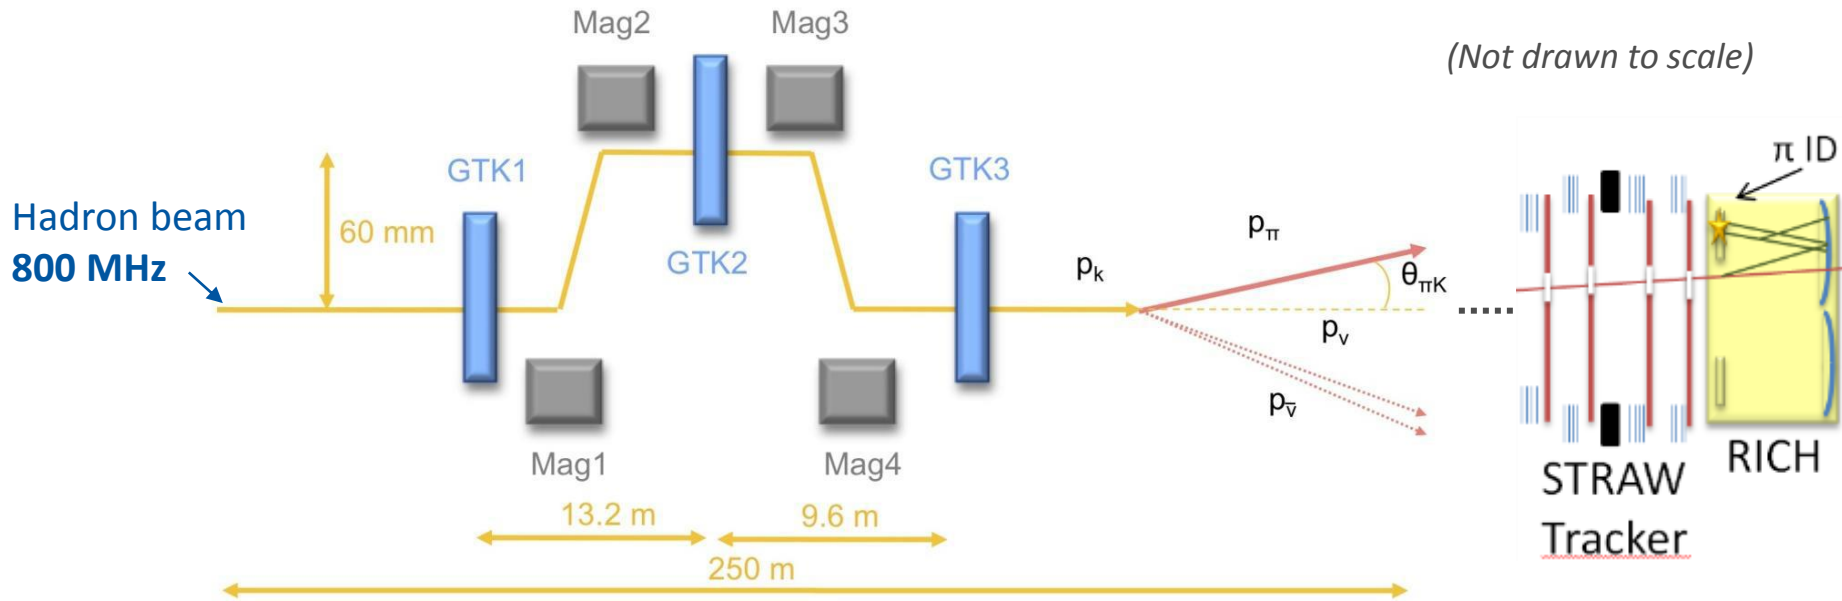 Mag2
Mag3
(Not drawn to scale)
GTK1
GTK3
π ID
Hadron beam
800 MHz
60 mm
GTK2
pπ
pk
θπK
pν
pν̅
Mag1
Mag4
STRAW
Tracker
RICH
13.2 m
9.6 m
250 m